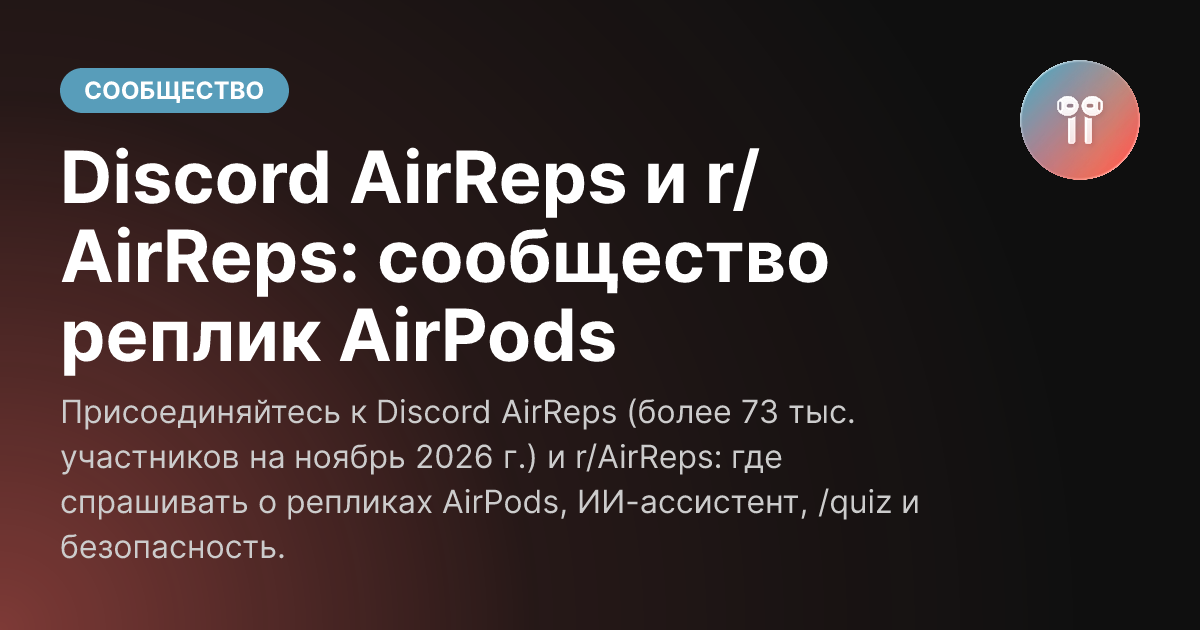 СООБЩЕСТВО
Discord AirReps и r/
AirReps: сообщество
реплик AirPods
Присоединяйтесь к Discord AirReps (более 73 тыс.
участников на ноябрь 2026 г.) и r/AirReps: где
спрашивать о репликах AirPods, ИИ-ассистент, /quiz и
безопасность.